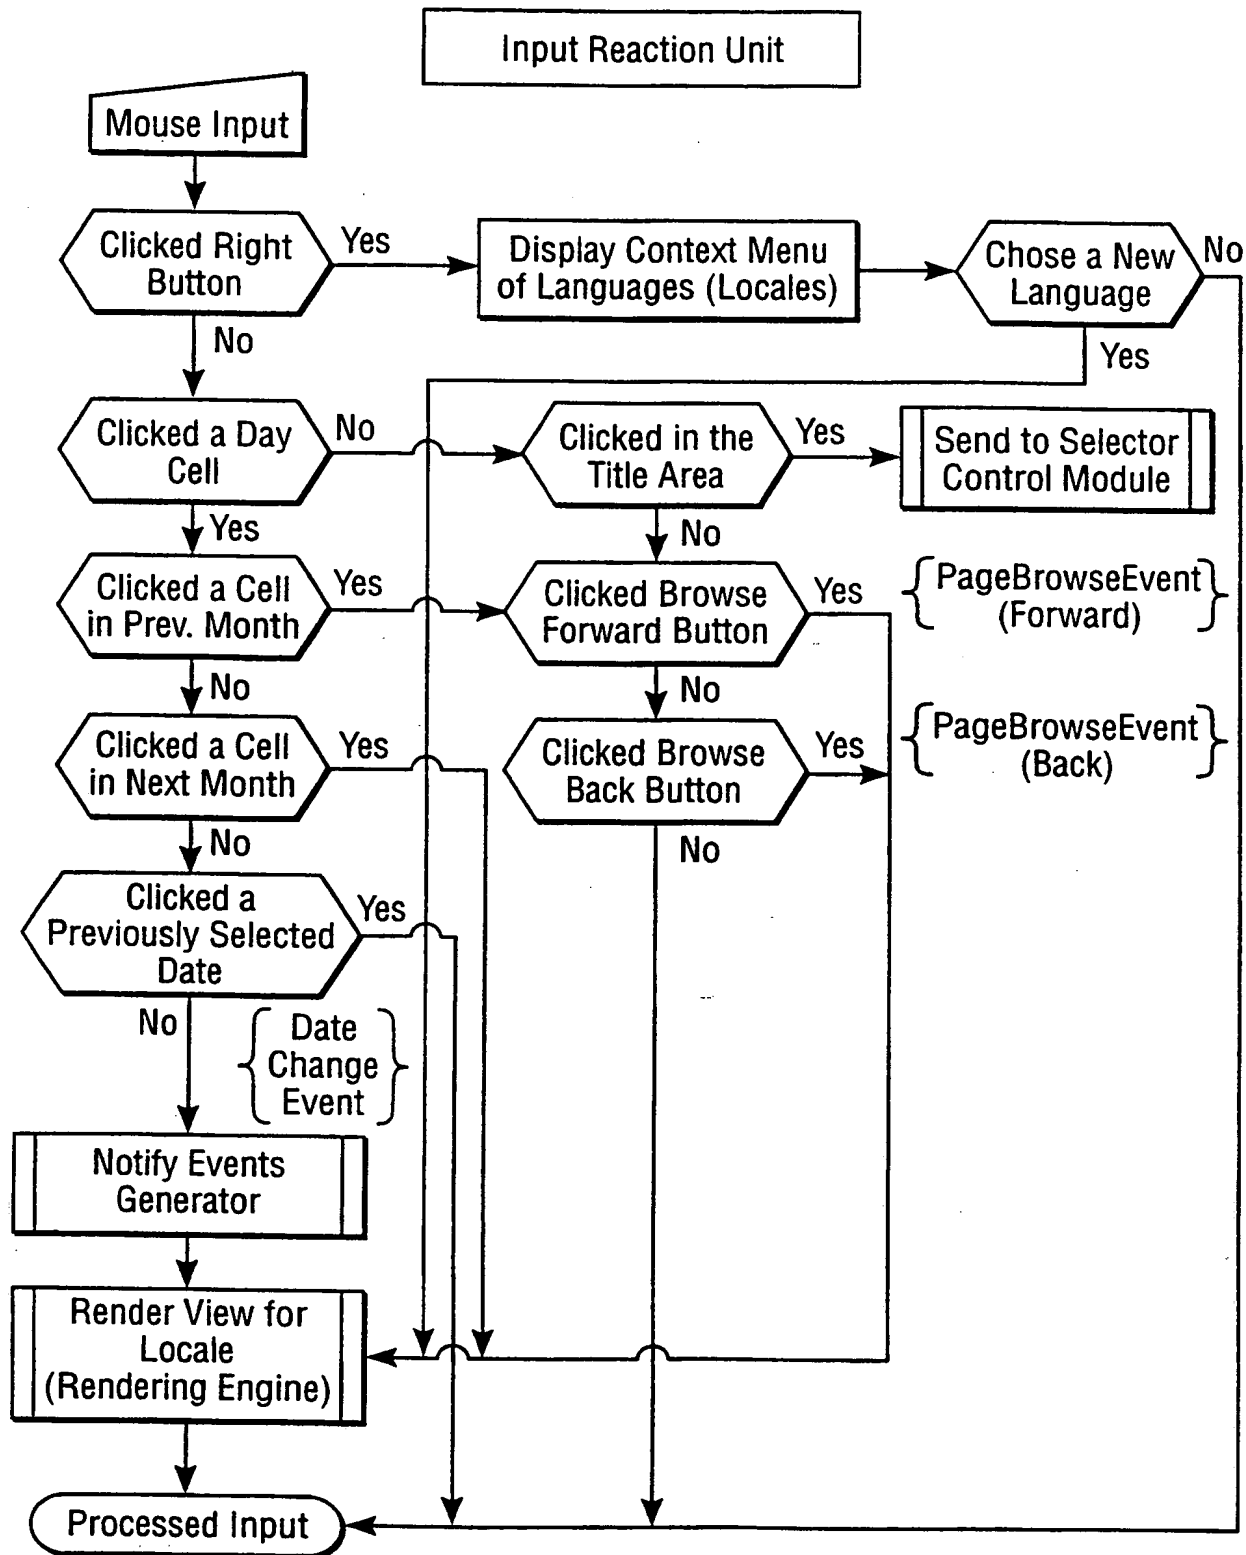 Input Reaction Unit
Mouse Input
Clicked Right
Button
Yes
Display Context Menu
of Languages (Locales)
Chose a New
Language
No
No
Yes
Clicked a Day
Cell
No
Clicked in the
Title Area
Yes
Send to Selector
Control Module
Yes
No
Clicked a Cell
in Prev. Month
Yes
Clicked Browse
Forward Button
Yes
PageBrowseEvent
(Forward)
No
No
Clicked a Cell
in Next Month
Yes
Clicked Browse
Back Button
Yes
PageBrowseEvent
(Back)
No
No
Clicked a
Previously Selected
Date
Yes
No
Date
Change
Event
Notify Events
Generator
Render View for
Locale
(Rendering Engine)
Processed Input